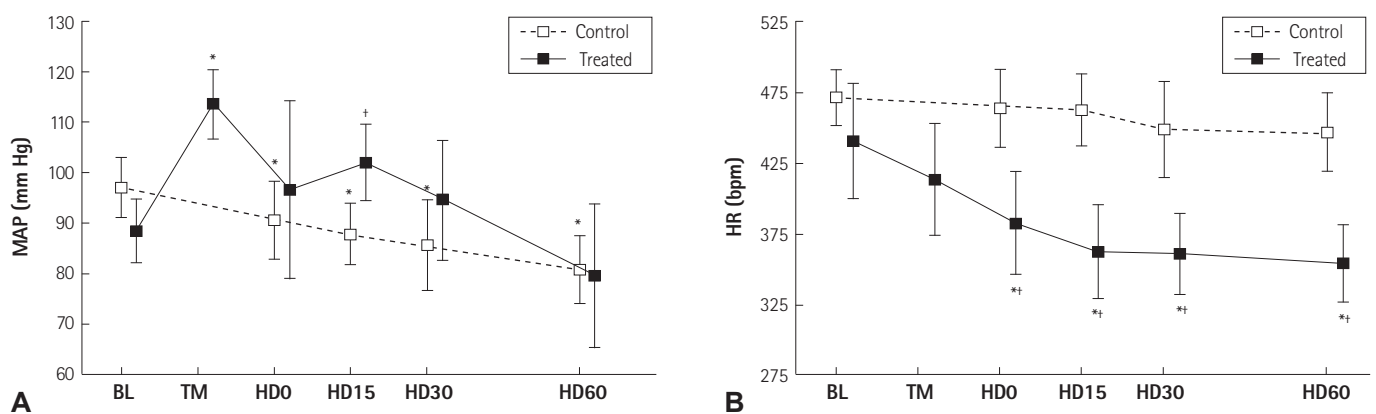 130
120
110
100
90
80
70
60
MAP (mm Hg)
Control
Treated
*
*
*
†
*
*
BL TM HD0 HD15 HD30 HD60
A
525
475
425
375
325
275
HR (bpm)
Control
Treated
*†
*†
*†
*†
BL TM HD0 HD15 HD30 HD60
B